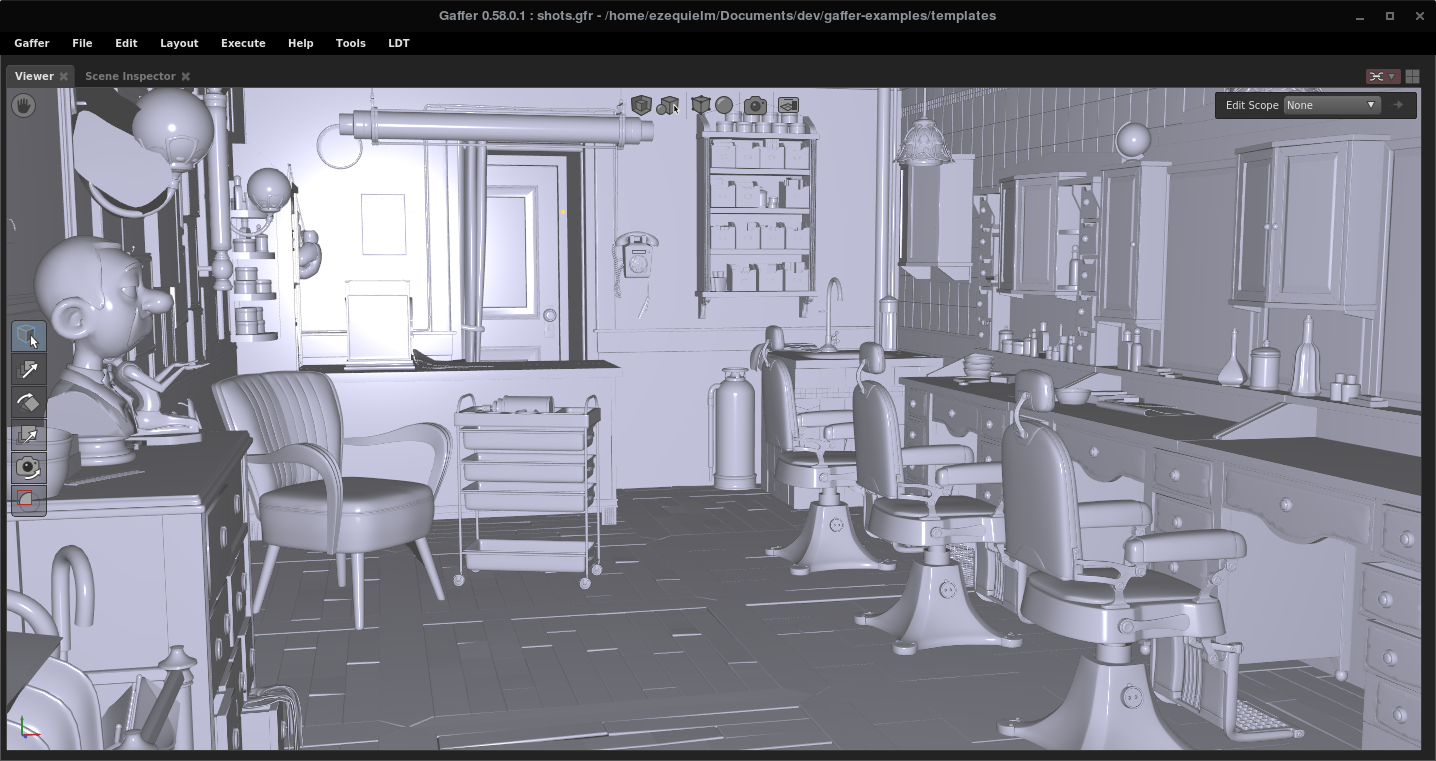 Gaffer 0.58.0.1 : shots.gfr - /home/ezequielm/Documents/dev/gaffer-examples/templates
Gaffer File Edit Layout Execute Help Tools LDT
Viewer Scene Inspector
Edit Scope None